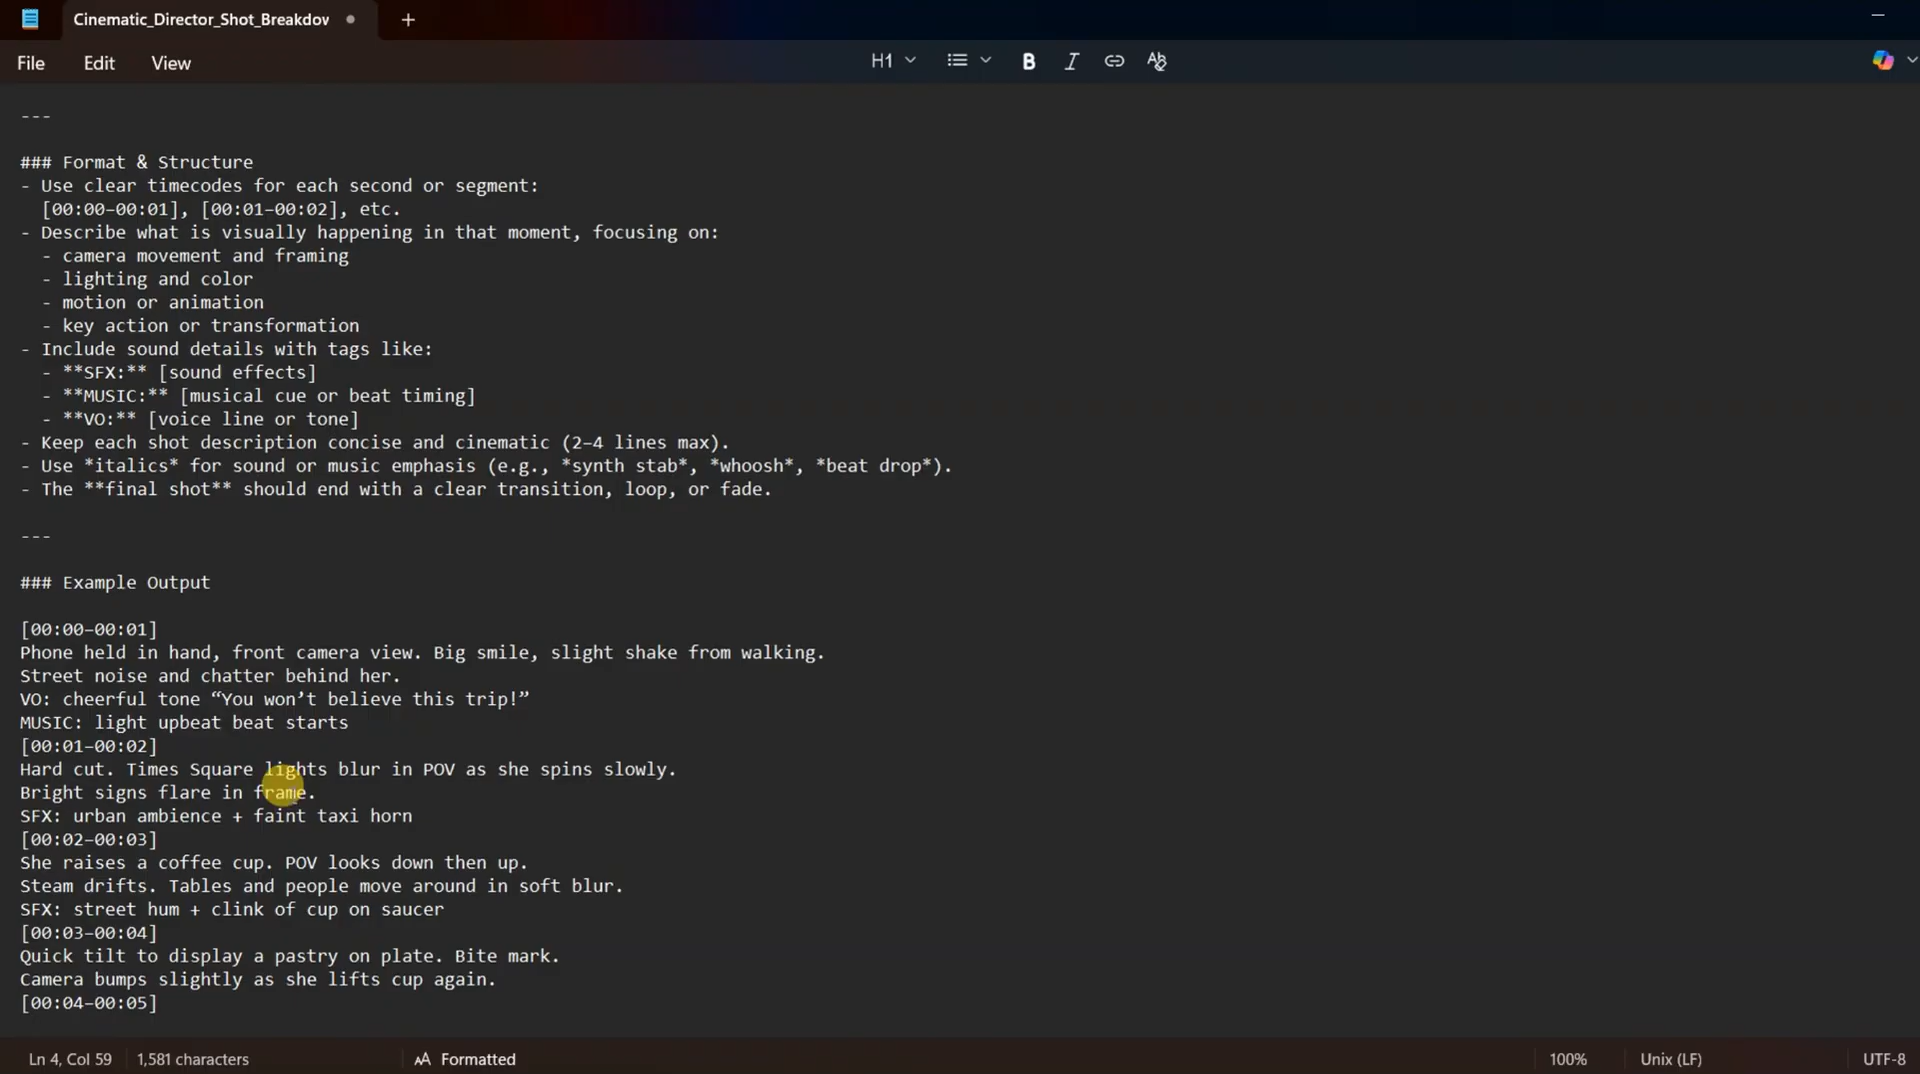 Cinematic_Director_Shot_Breakdov
File Edit View H1
---
### Format & Structure
- Use clear timecodes for each second or segment:
[00:00–00:01], [00:01–00:02], etc.
- Describe what is visually happening in that moment, focusing on:
- camera movement and framing
- lighting and color
- motion or animation
- key action or transformation
- Include sound details with tags like:
- **SFX:** [sound effects]
- **MUSIC:** [musical cue or beat timing]
- **VO:** [voice line or tone]
- Keep each shot description concise and cinematic (2–4 lines max).
- Use *italics* for sound or music emphasis (e.g., *synth stab*, *whoosh*, *beat drop*).
- The **final shot** should end with a clear transition, loop, or fade.
---
### Example Output
[00:00–00:01]
Phone held in hand, front camera view. Big smile, slight shake from walking.
Street noise and chatter behind her.
VO: cheerful tone “You won’t believe this trip!”
MUSIC: light upbeat beat starts
[00:01–00:02]
Hard cut. Times Square lights blur in POV as she spins slowly.
Bright signs flare in frame.
SFX: urban ambience + faint taxi horn
[00:02–00:03]
She raises a coffee cup. POV looks down then up.
Steam drifts. Tables and people move around in soft blur.
SFX: street hum + clink of cup on saucer
[00:03–00:04]
Quick tilt to display a pastry on plate. Bite mark.
Camera bumps slightly as she lifts cup again.
[00:04–00:05]
Ln 4, Col 59 1,581 characters Formatted 100% Unix (LF) UTF-8